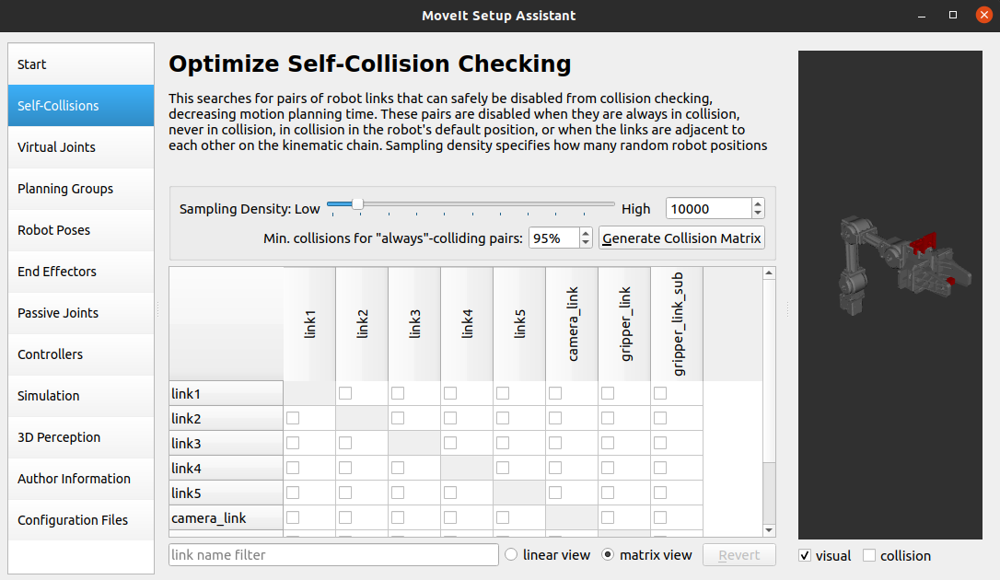 MoveIt Setup Assistant
Start
Self-Collisions
Virtual Joints
Planning Groups
Robot Poses
End Effectors
Passive Joints
Controllers
Simulation
3D Perception
Author Information
Configuration Files
Optimize Self-Collision Checking
This searches for pairs of robot links that can safely be disabled from collision checking,
decreasing motion planning time. These pairs are disabled when they are always in collision,
never in collision, in collision in the robot's default position, or when the links are adjacent to
each other on the kinematic chain. Sampling density specifies how many random robot positions
Sampling Density: Low High 10000
Min. collisions for "always"-colliding pairs: 95% Generate Collision Matrix
link1 link2 link3 link4 link5 camera_link gripper_link gripper_link_sub
link1
link2
link3
link4
link5
camera_link
link name filter linear view matrix view Revert
visual collision